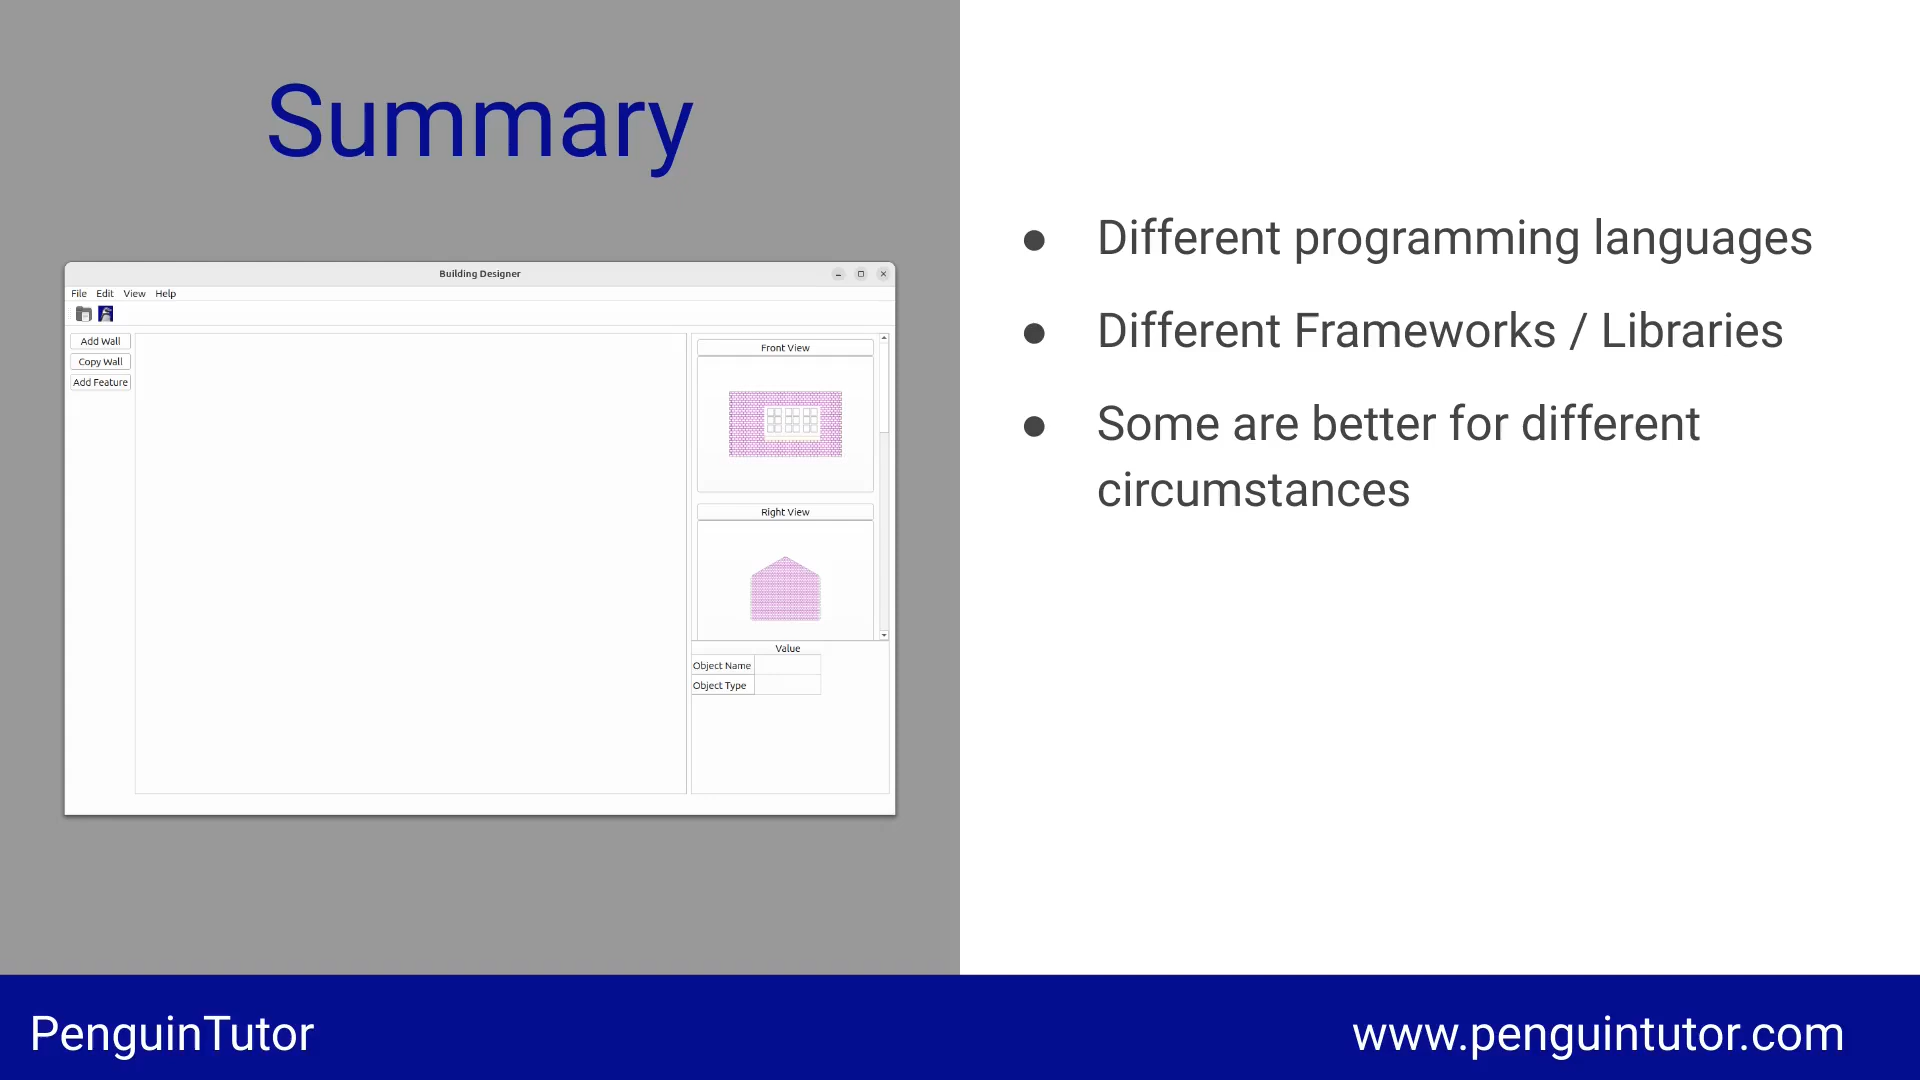 Summary
Building Designer
File Edit View Help
Add Wall
Copy Wall
Add Feature
Front View
Right View
Value
Object Name
Object Type
● Different programming languages
● Different Frameworks / Libraries
● Some are better for different
circumstances
PenguinTutor
www.penguintutor.com